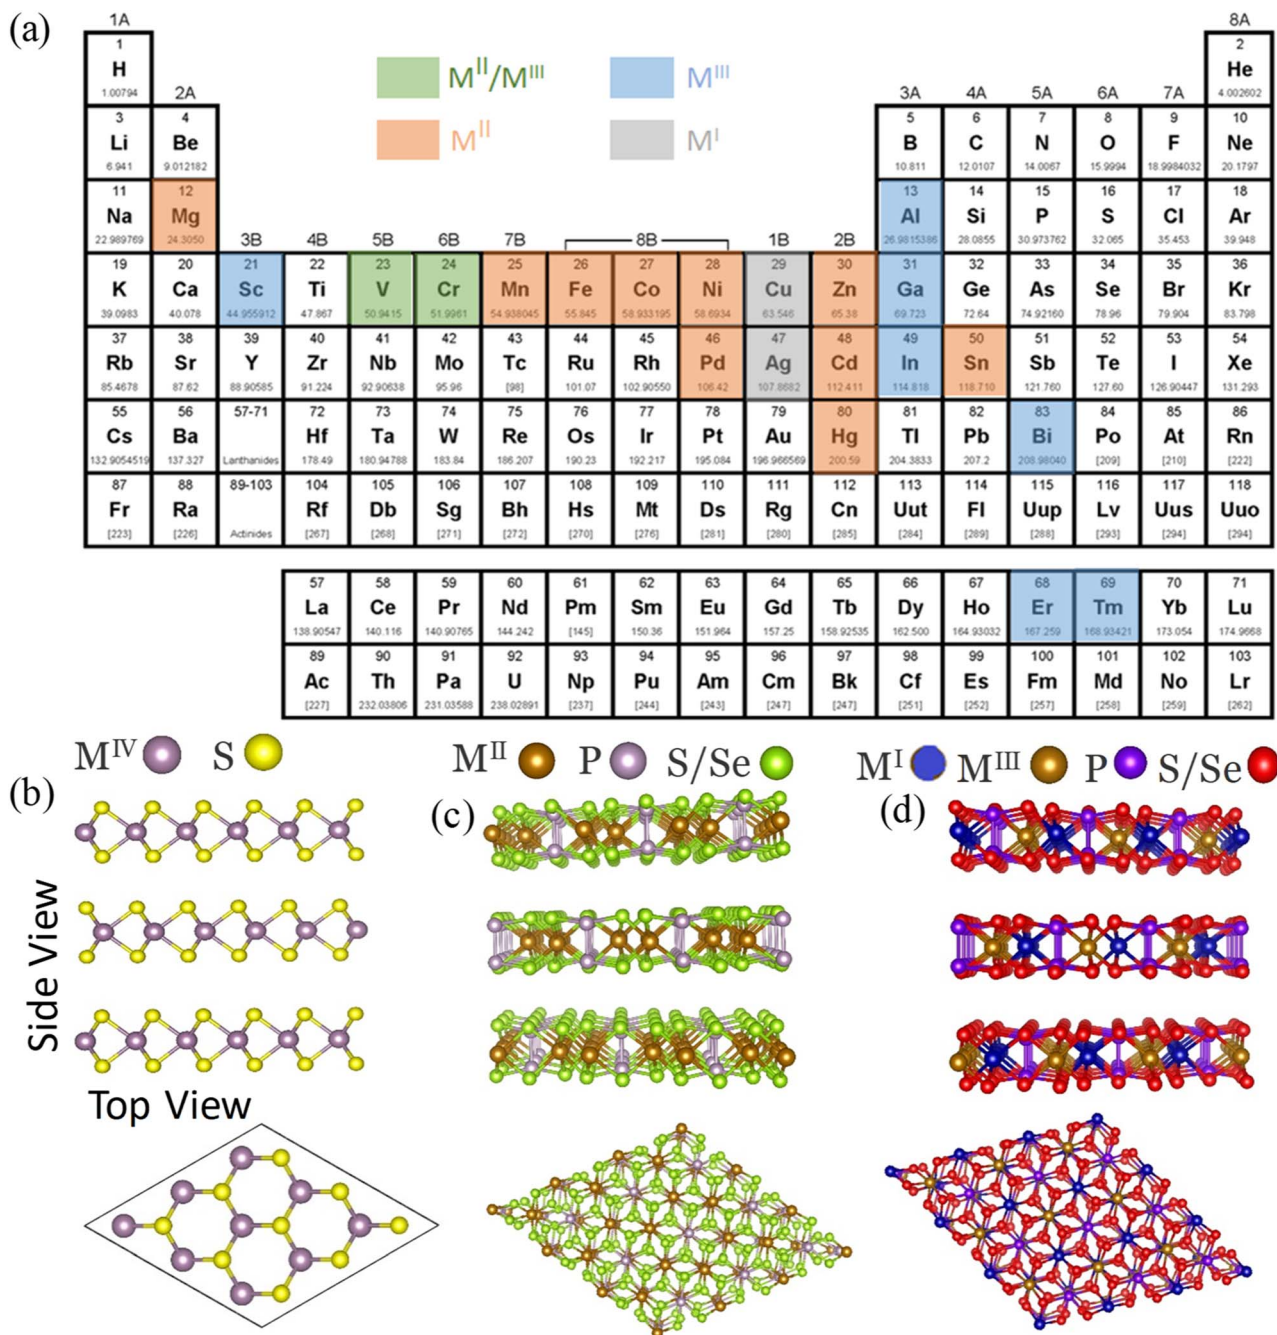 (a)
1A 8A
1 2
H He
1.00794 4.002602
M^II/M^III M^III
2A 3A 4A 5A 6A 7A
3 4 5 6 7 8 9 10
Li Be M^II M^I B C N O F Ne
6.941 9.012182 10.811 12.0107 14.0067 15.9994 18.9984032 20.1797
11 12 13 14 15 16 17 18
Na Mg Al Si P S Cl Ar
22.989769 24.3050 3B 4B 5B 6B 7B 8B 1B 2B 26.9815386 28.0855 30.973762 32.065 35.453 39.948
19 20 21 22 23 24 25 26 27 28 29 30 31 32 33 34 35 36
K Ca Sc Ti V Cr Mn Fe Co Ni Cu Zn Ga Ge As Se Br Kr
39.0983 40.078 44.955912 47.867 50.9415 51.9961 54.938045 55.845 58.933195 58.6934 63.546 65.38 69.723 72.64 74.92160 78.96 79.904 83.798
37 38 39 40 41 42 43 44 45 46 47 48 49 50 51 52 53 54
Rb Sr Y Zr Nb Mo Tc Ru Rh Pd Ag Cd In Sn Sb Te I Xe
85.4678 87.62 88.90585 91.224 92.90638 95.96 [98] 101.07 102.90550 106.42 107.8682 112.411 114.818 118.710 121.760 127.60 126.90447 131.293
55 56 57-71 72 73 74 75 76 77 78 79 80 81 82 83 84 85 86
Cs Ba Hf Ta W Re Os Ir Pt Au Hg Tl Pb Bi Po At Rn
132.9054519 137.327 Lanthanides 178.49 180.94788 183.84 186.207 190.23 192.217 195.084 196.966569 200.59 204.3833 207.2 208.98040 [209] [210] [222]
87 88 89-103 104 105 106 107 108 109 110 111 112 113 114 115 116 117 118
Fr Ra Rf Db Sg Bh Hs Mt Ds Rg Cn Uut Fl Uup Lv Uus Uuo
[223] [226] Actinides [267] [268] [271] [272] [270] [276] [281] [280] [285] [284] [289] [288] [293] [294] [294]
57 58 59 60 61 62 63 64 65 66 67 68 69 70 71
La Ce Pr Nd Pm Sm Eu Gd Tb Dy Ho Er Tm Yb Lu
138.90547 140.116 140.90765 144.242 [145] 150.36 151.964 157.25 158.92535 162.500 164.93032 167.259 168.93421 173.054 174.9668
89 90 91 92 93 94 95 96 97 98 99 100 101 102 103
Ac Th Pa U Np Pu Am Cm Bk Cf Es Fm Md No Lr
[227] 232.03806 231.03588 238.02891 [237] [244] [243] [247] [247] [251] [252] [257] [258] [259] [262]
M^IV S M^II P S/Se M^I M^III P S/Se
(b) (c) (d)
Side View
Top View